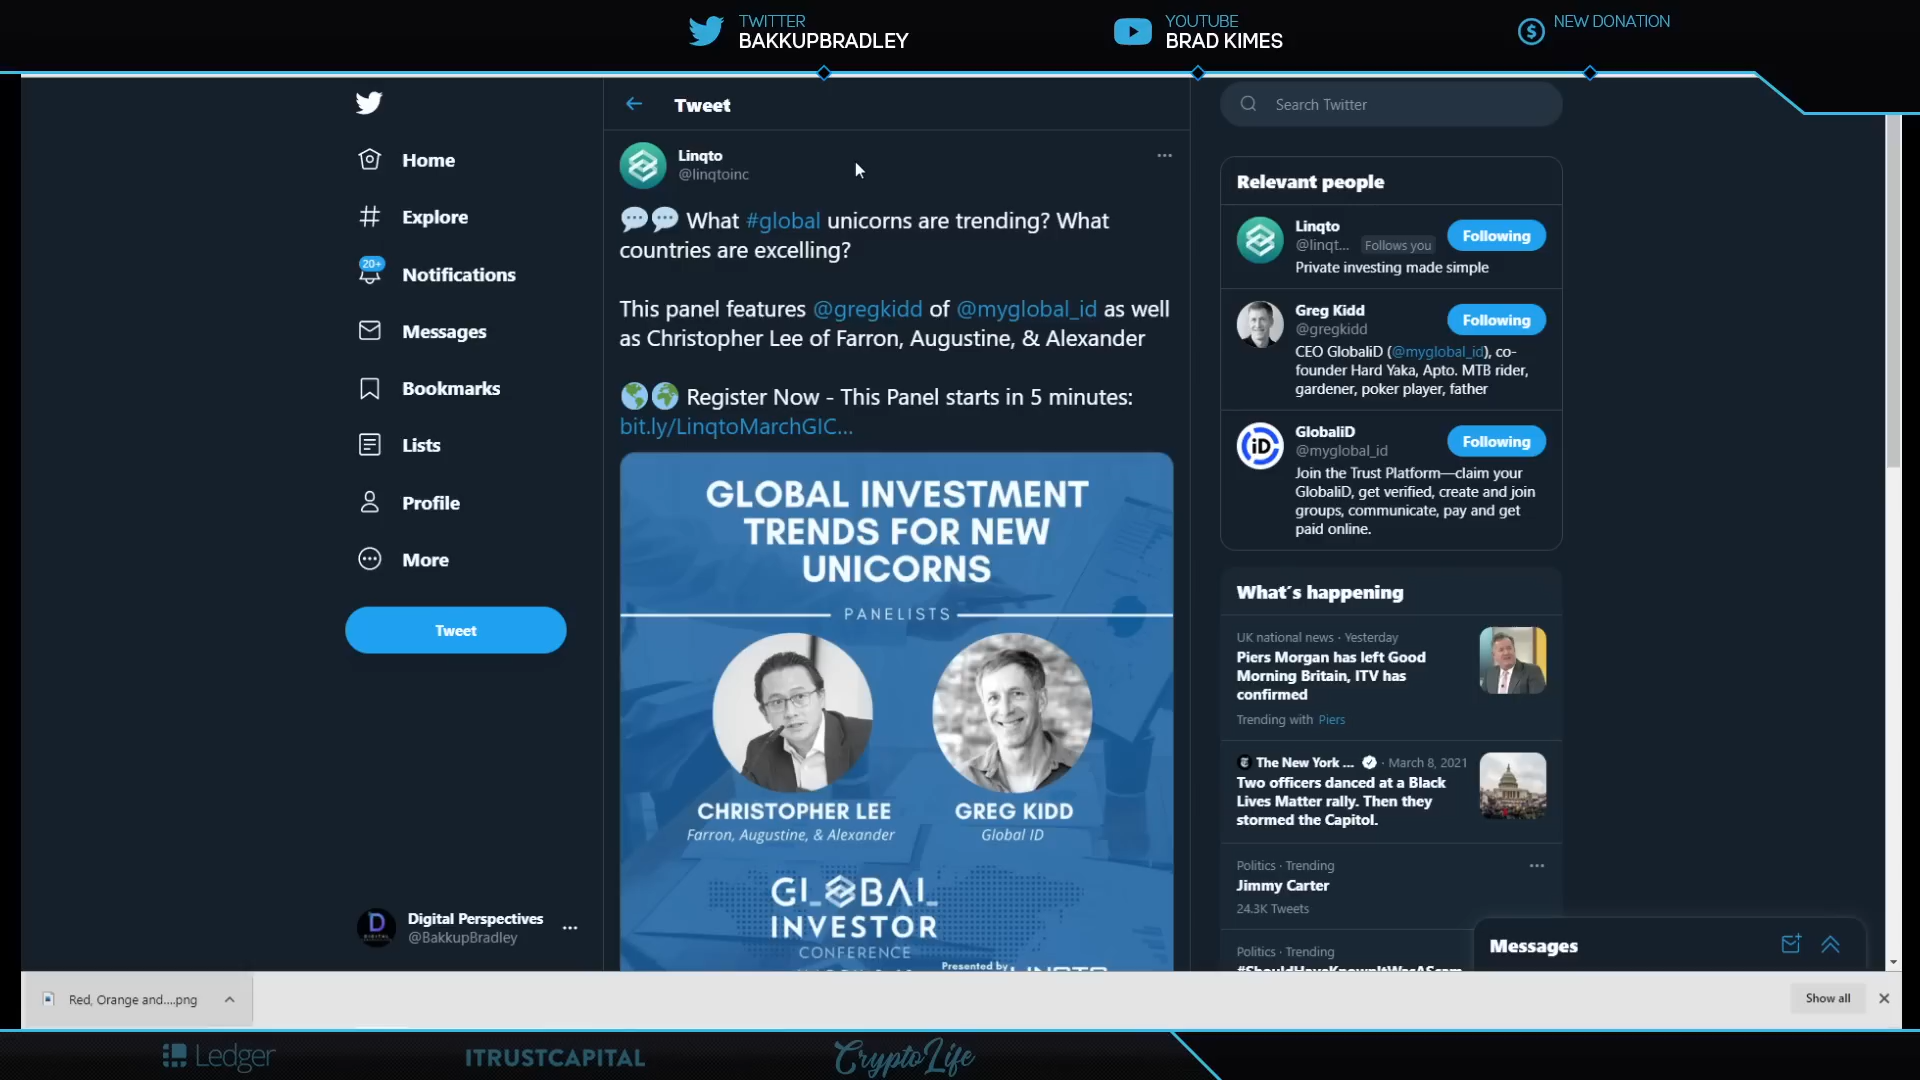 TWITTER
BAKKUPBRADLEY
YOUTUBE
BRAD KIMES
NEW DONATION
Home
Explore
20+
Notifications
Messages
Bookmarks
Lists
Profile
More
Tweet
Digital Perspectives
@BakkupBradley
Tweet
Linqto
@linqtoinc
What #global unicorns are trending? What
countries are excelling?
This panel features @gregkidd of @myglobal_id as well
as Christopher Lee of Farron, Augustine, & Alexander
Register Now - This Panel starts in 5 minutes:
bit.ly/LinqtoMarchGIC...
GLOBAL INVESTMENT
TRENDS FOR NEW
UNICORNS
PANELISTS
CHRISTOPHER LEE
Farron, Augustine, & Alexander
GREG KIDD
Global ID
GLOBAL
INVESTOR
CONFERENCE
Presented by
LINQTO
Search Twitter
Relevant people
Linqto
@linqt... Follows you
Following
Private investing made simple
Greg Kidd
@gregkidd
Following
CEO GlobaliD (@myglobal_id), co-
founder Hard Yaka, Apto. MTB rider,
gardener, poker player, father
GlobaliD
@myglobal_id
Following
Join the Trust Platform—claim your
GlobaliD, get verified, create and join
groups, communicate, pay and get
paid online.
What's happening
UK national news · Yesterday
Piers Morgan has left Good
Morning Britain, ITV has
confirmed
Trending with Piers
The New York ... · March 8, 2021
Two officers danced at a Black
Lives Matter rally. Then they
stormed the Capitol.
Politics · Trending
Jimmy Carter
24.3K Tweets
Politics · Trending
#ShouldHaveKnownItWasAScam
Messages
Red, Orange and....png
Show all
Ledger
ITRUSTCAPITAL
CryptoLife